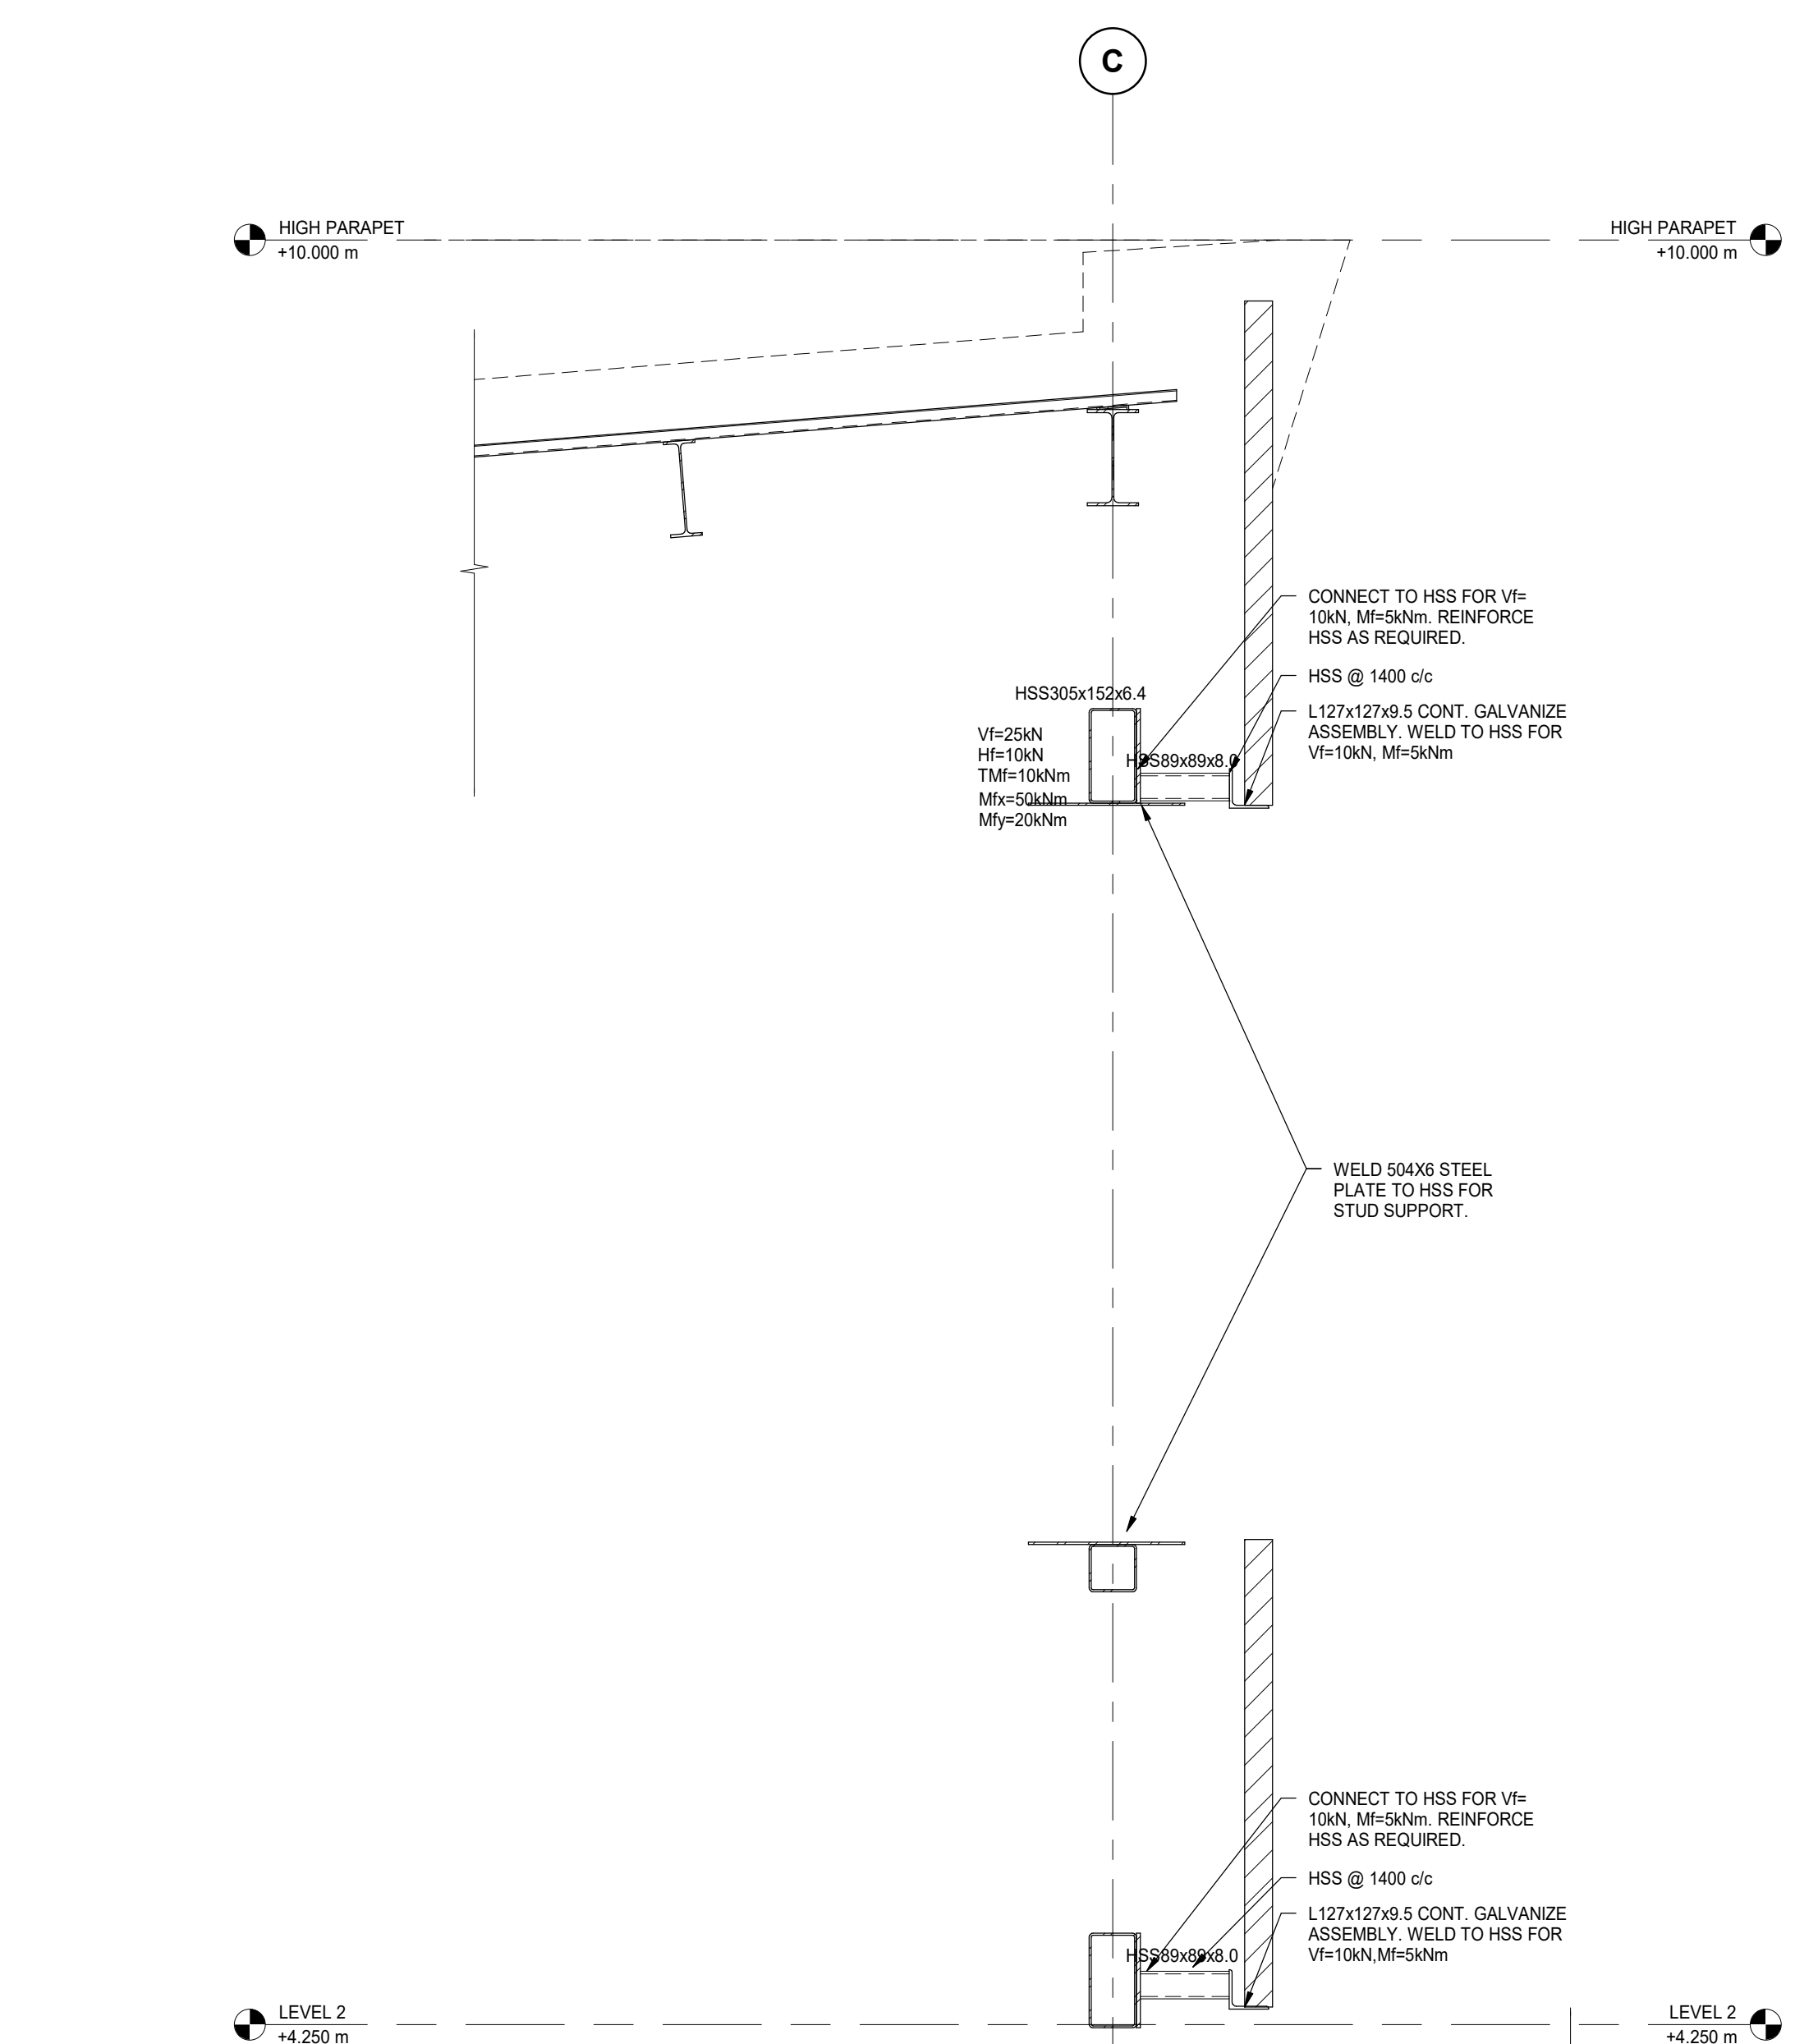 C
HIGH PARAPET
+10.000 m
HIGH PARAPET
+10.000 m
CONNECT TO HSS FOR Vf=
10kN, Mf=5kNm. REINFORCE
HSS AS REQUIRED.
HSS @ 1400 c/c
L127x127x9.5 CONT. GALVANIZE
ASSEMBLY. WELD TO HSS FOR
Vf=10kN, Mf=5kNm
HSS305x152x6.4
Vf=25kN
Hf=10kN
TMf=10kNm
Mfx=50kNm
Mfy=20kNm
HSS89x89x8.0
WELD 504X6 STEEL
PLATE TO HSS FOR
STUD SUPPORT.
CONNECT TO HSS FOR Vf=
10kN, Mf=5kNm. REINFORCE
HSS AS REQUIRED.
HSS @ 1400 c/c
L127x127x9.5 CONT. GALVANIZE
ASSEMBLY. WELD TO HSS FOR
Vf=10kN,Mf=5kNm
HSS89x89x8.0
LEVEL 2
+4.250 m
LEVEL 2
+4.250 m